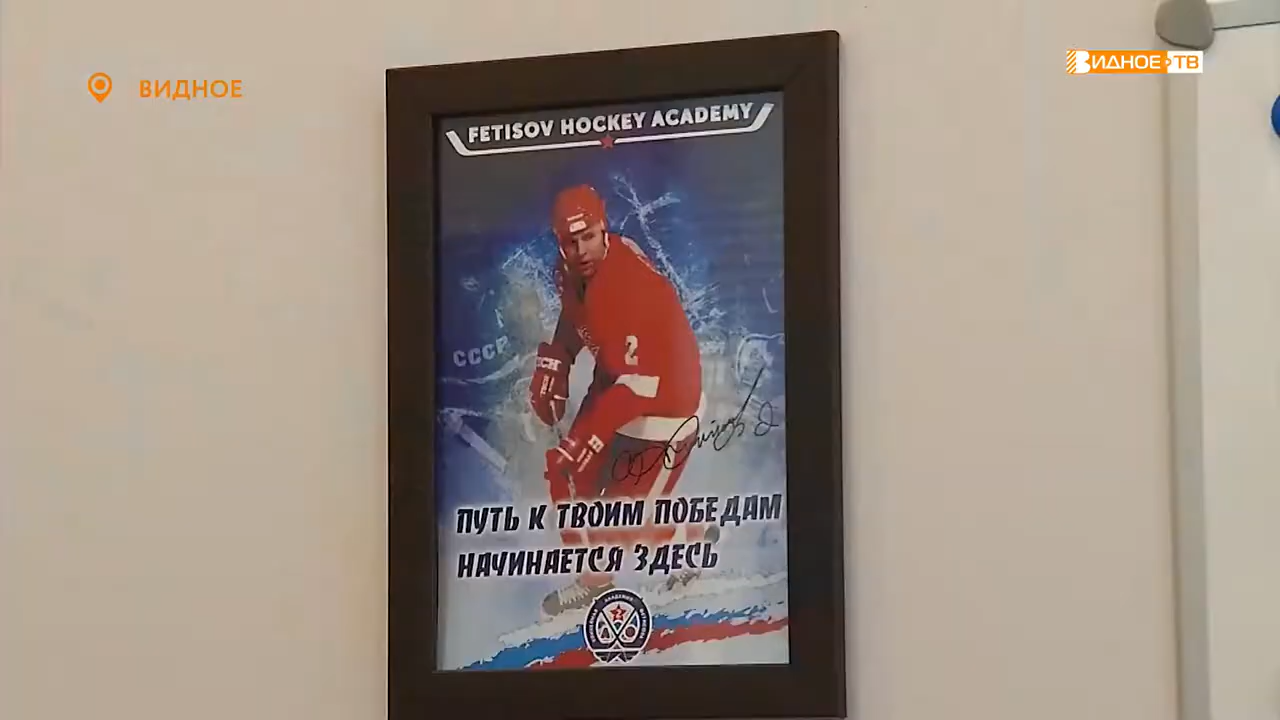 ВИДНОЕ
ВИДНОЕ ТВ
FETISOV HOCKEY ACADEMY
СССР
2
ПУТЬ К ТВОИМ ПОБЕДАМ
НАЧИНАЕТСЯ ЗДЕСЬ